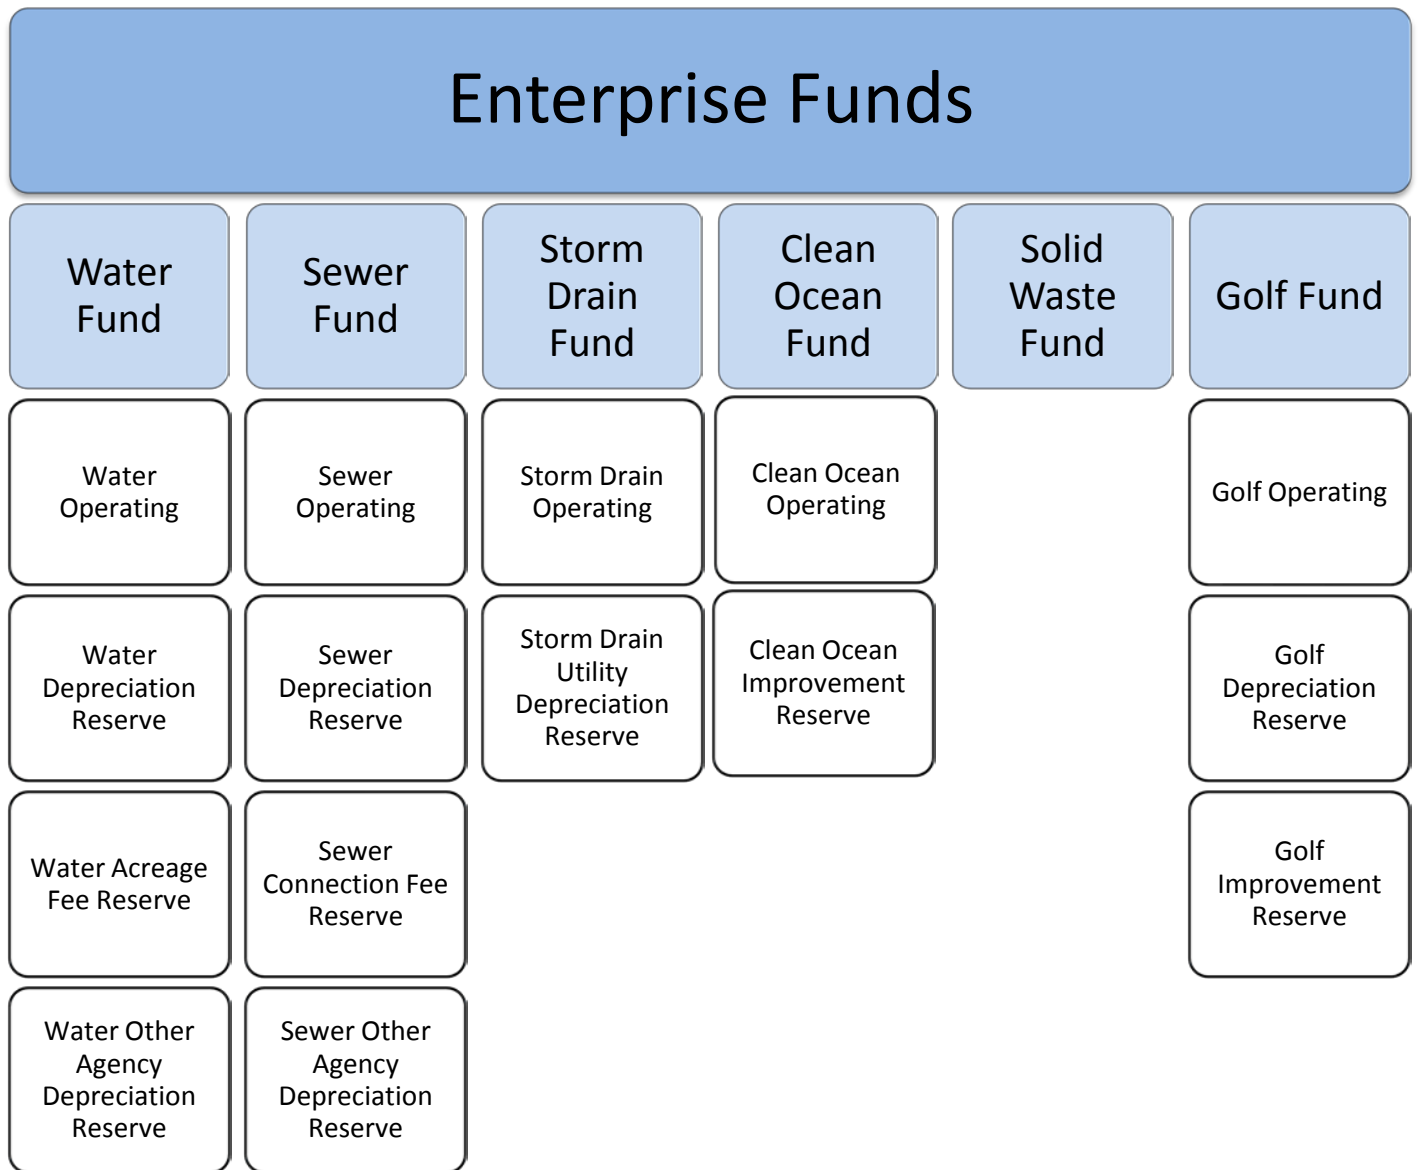 Enterprise Funds
Water
Fund
Sewer
Fund
Storm
Drain
Fund
Clean
Ocean
Fund
Solid
Waste
Fund
Golf Fund
Water
Operating
Sewer
Operating
Storm Drain
Operating
Clean Ocean
Operating
Golf Operating
Water
Depreciation
Reserve
Sewer
Depreciation
Reserve
Storm Drain
Utility
Depreciation
Reserve
Clean Ocean
Improvement
Reserve
Golf
Depreciation
Reserve
Water Acreage
Fee Reserve
Sewer
Connection Fee
Reserve
Golf
Improvement
Reserve
Water Other
Agency
Depreciation
Reserve
Sewer Other
Agency
Depreciation
Reserve